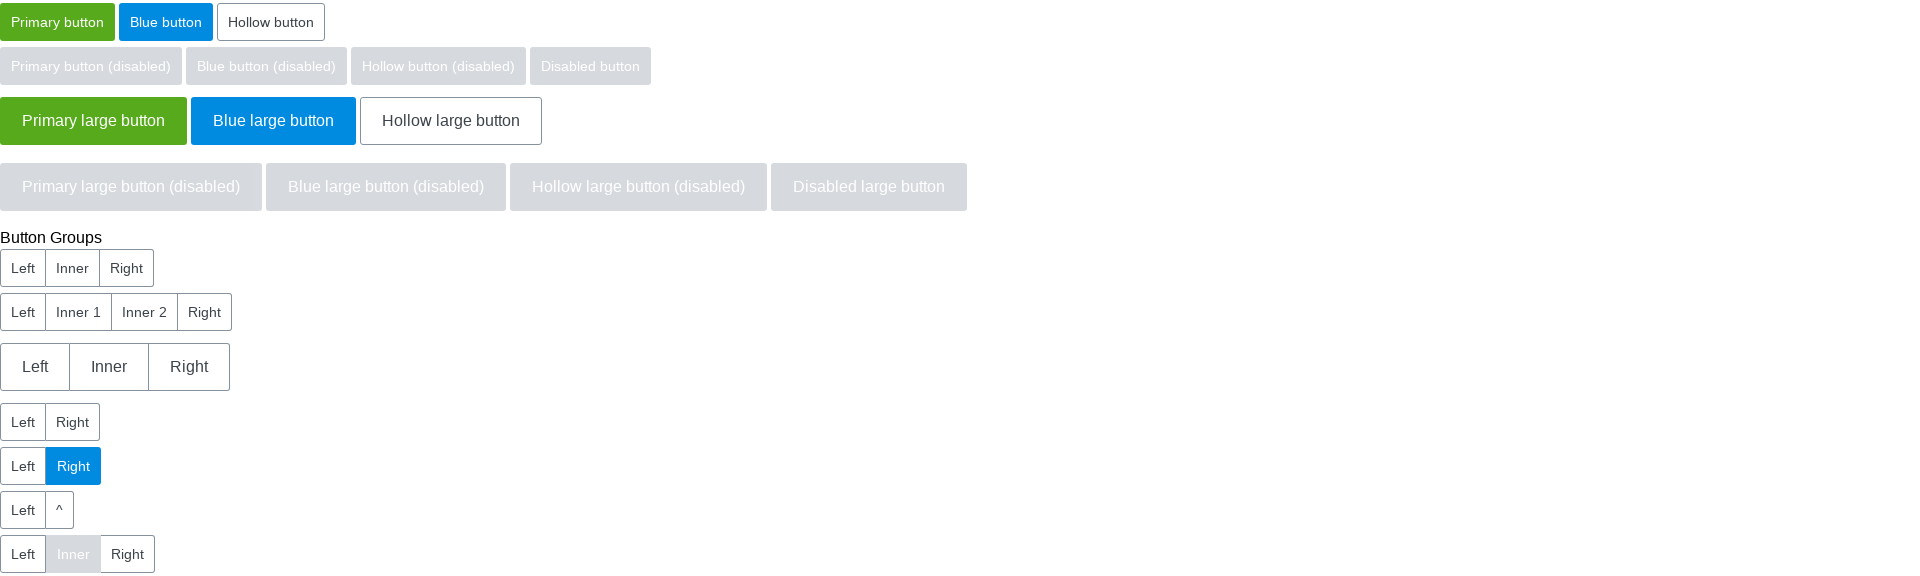 Primary button Blue button Hollow button
Primary button (disabled) Blue button (disabled) Hollow button (disabled) Disabled button
Primary large button Blue large button Hollow large button
Primary large button (disabled) Blue large button (disabled) Hollow large button (disabled) Disabled large button
Button Groups
Left Inner Right
Left Inner 1 Inner 2 Right
Left Inner Right
Left Right
Left Right
Left ^
Left Inner Right